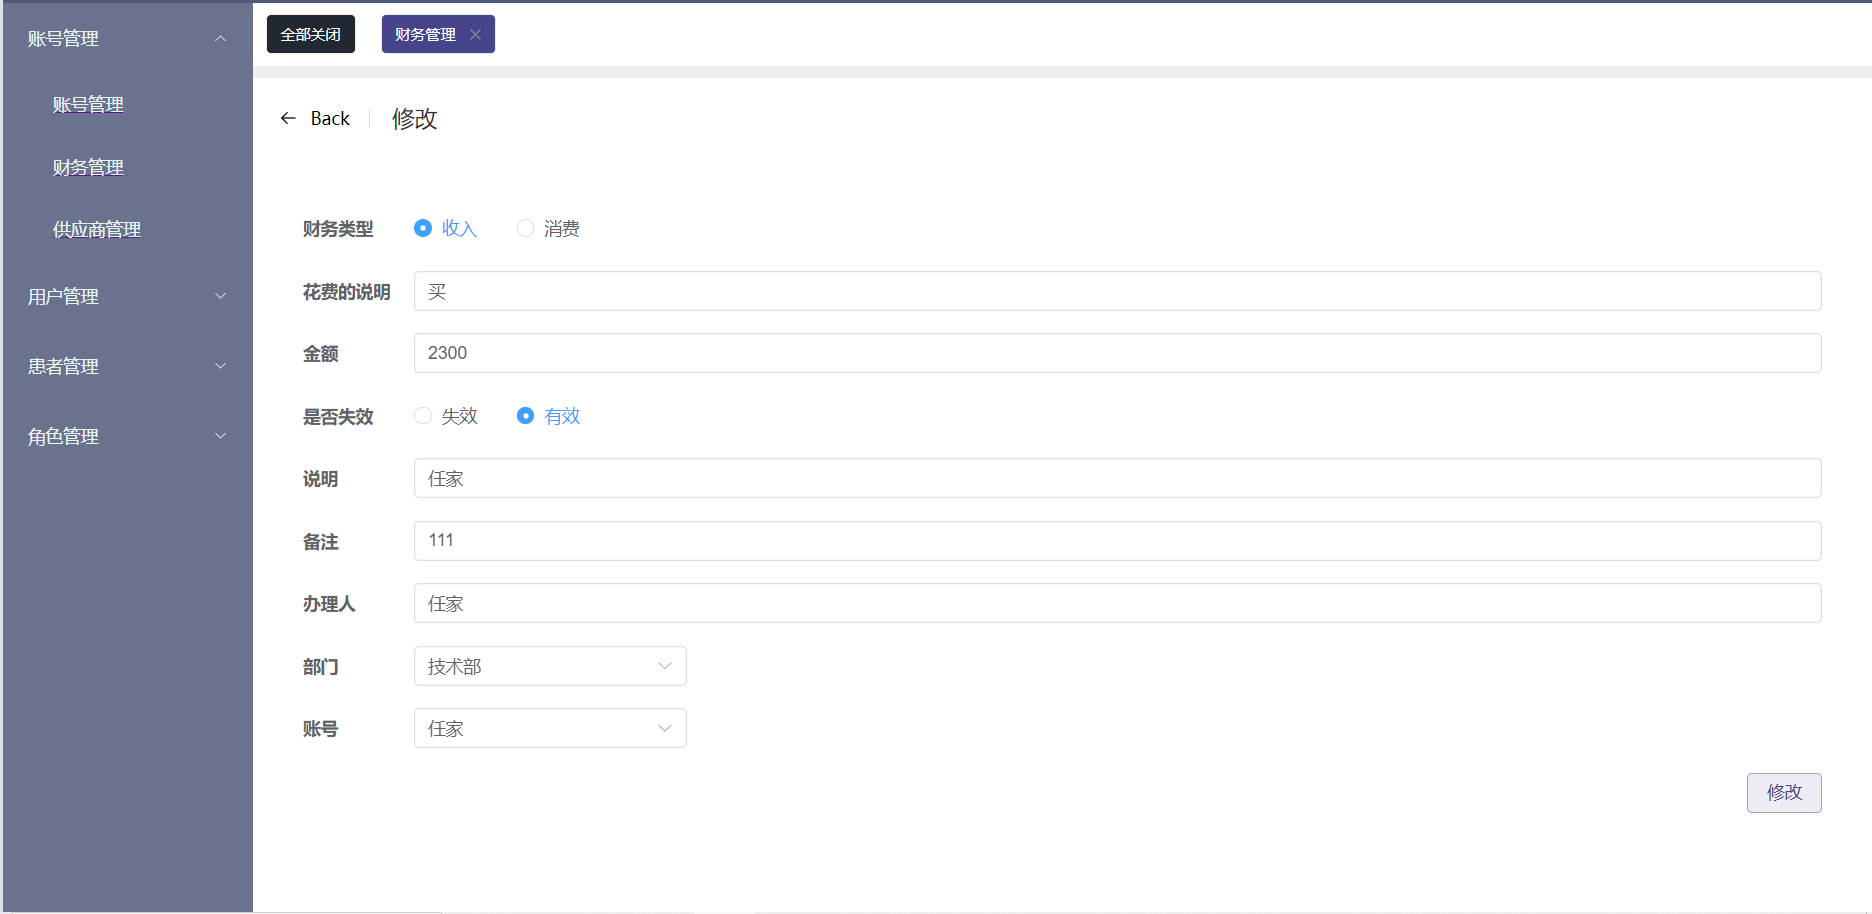 账号管理
账号管理
财务管理
供应商管理
用户管理
患者管理
角色管理
全部关闭 财务管理
Back 修改
财务类型 收入 消费
花费的说明 买
金额 2300
是否失效 失效 有效
说明 任家
备注 111
办理人 任家
部门 技术部
账号 任家
修改